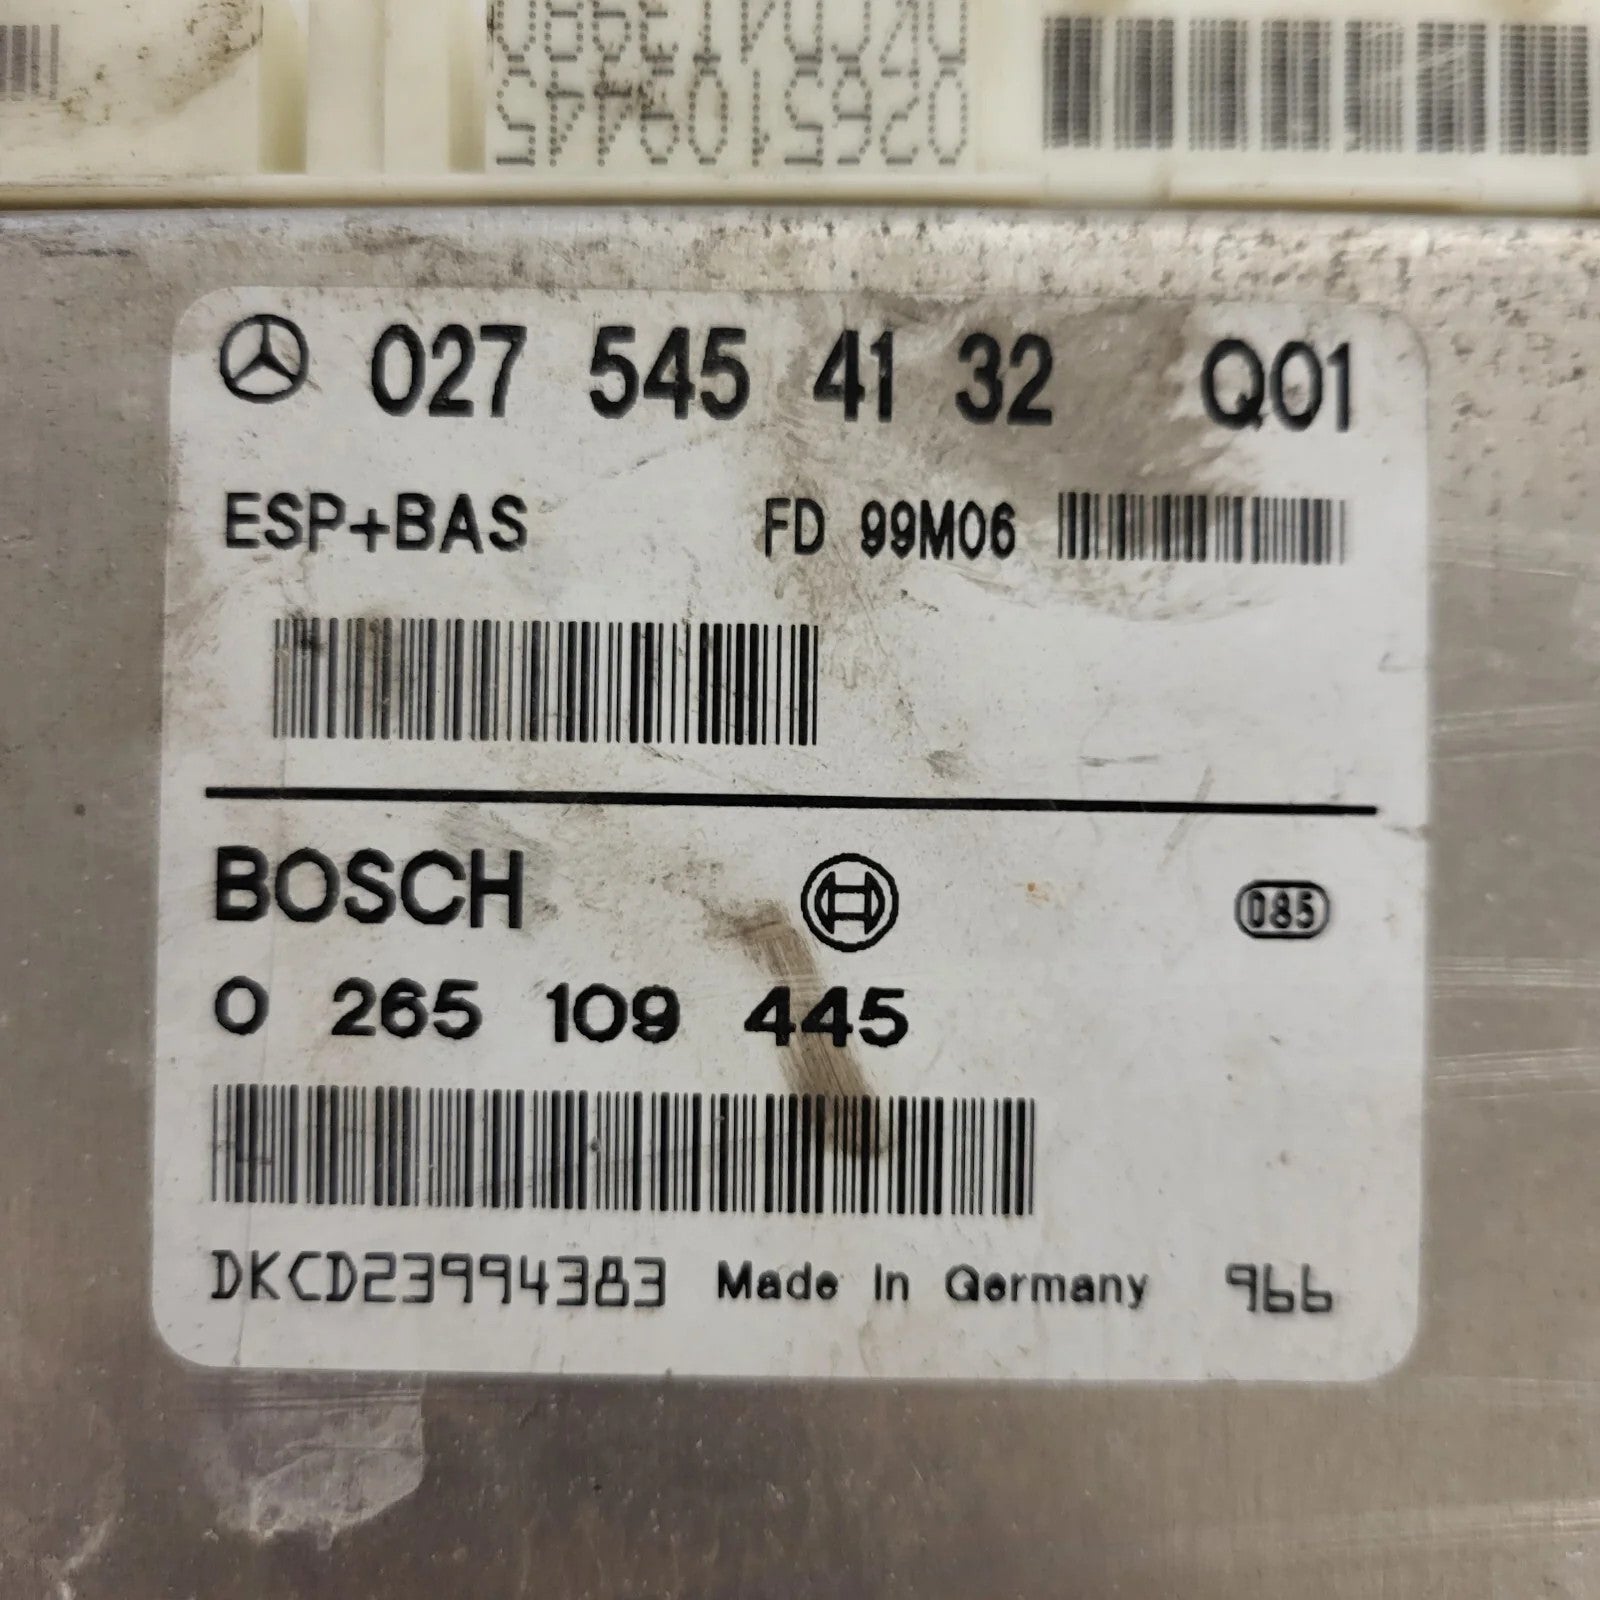 0265109445
027 545 41 32 Q01
ESP+BAS FD 99M06
BOSCH 085
0 265 109 445
DKCD23994383 Made In Germany 966